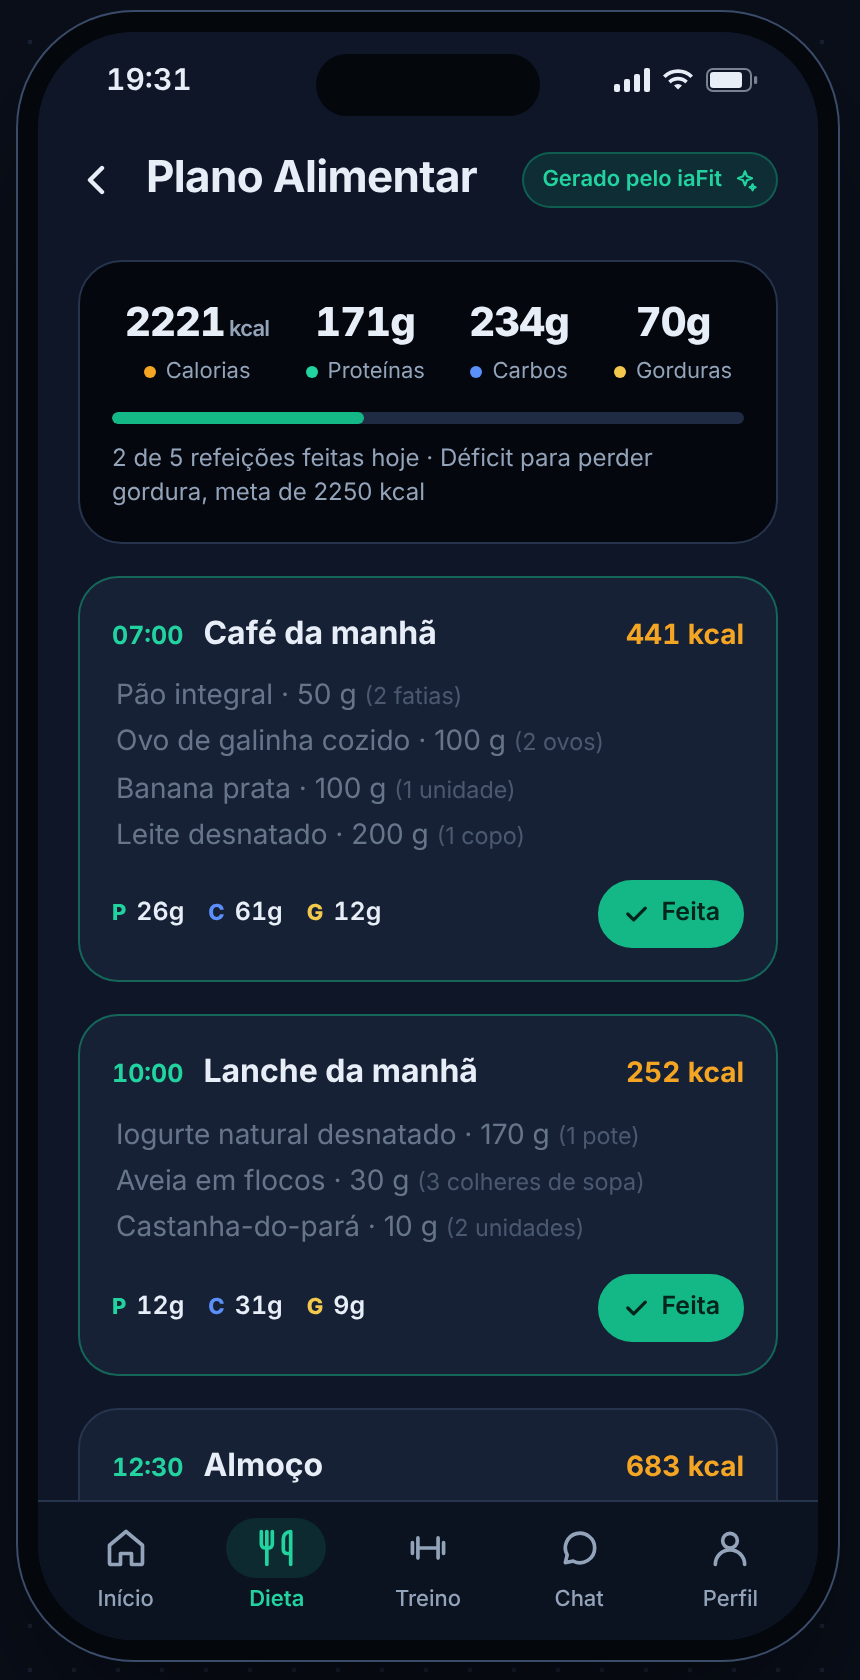 19:31
Plano Alimentar
Gerado pelo iaFit
2221 kcal 171g 234g 70g
Calorias Proteínas Carbos Gorduras
2 de 5 refeições feitas hoje · Déficit para perder
gordura, meta de 2250 kcal
07:00 Café da manhã 441 kcal
Pão integral · 50 g (2 fatias)
Ovo de galinha cozido · 100 g (2 ovos)
Banana prata · 100 g (1 unidade)
Leite desnatado · 200 g (1 copo)
P 26g C 61g G 12g Feita
10:00 Lanche da manhã 252 kcal
Iogurte natural desnatado · 170 g (1 pote)
Aveia em flocos · 30 g (3 colheres de sopa)
Castanha-do-pará · 10 g (2 unidades)
P 12g C 31g G 9g Feita
12:30 Almoço 683 kcal
Início Dieta Treino Chat Perfil